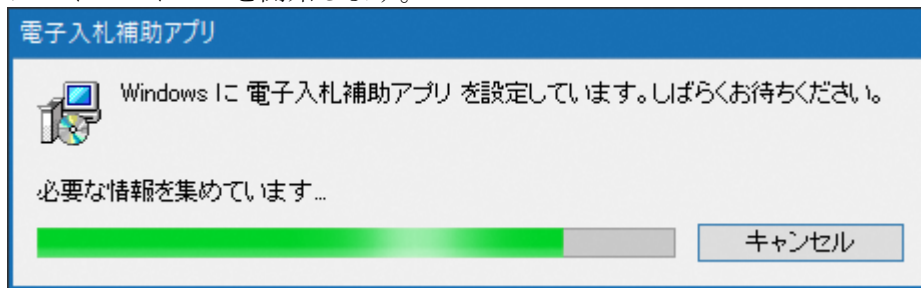 電子入札補助アプリ
Windows に 電子入札補助アプリ を設定しています。しばらくお待ちください。
必要な情報を集めています...
キャンセル